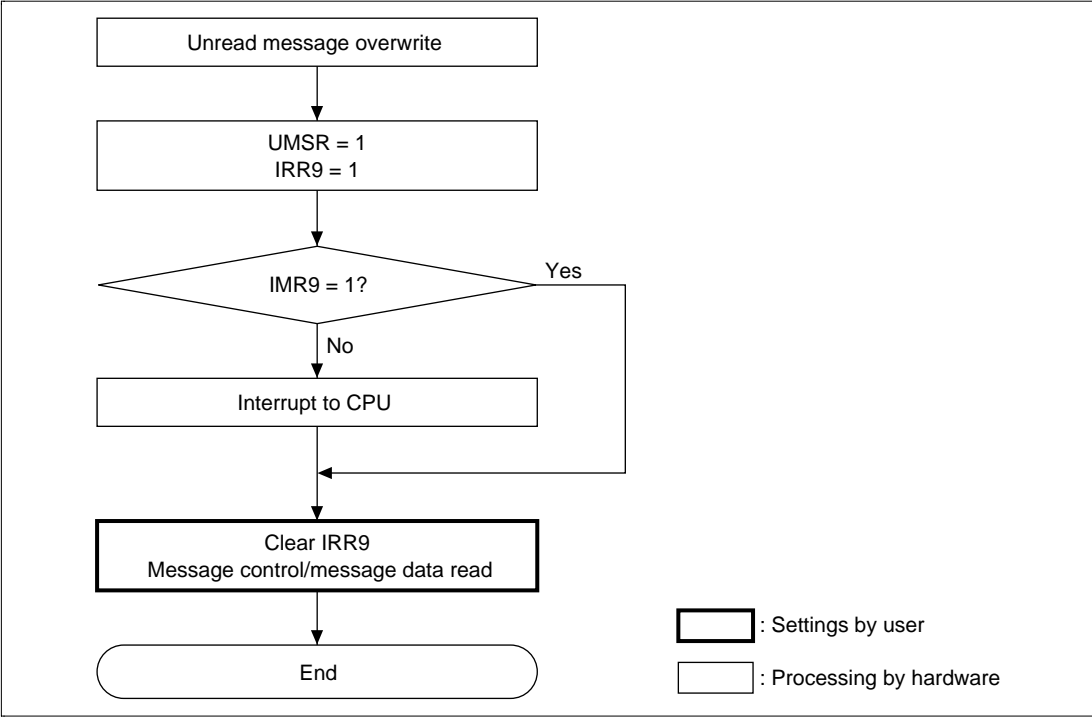 Unread message overwrite
UMSR = 1
IRR9 = 1
IMR9 = 1?
Yes
No
Interrupt to CPU
Clear IRR9
Message control/message data read
End
: Settings by user
: Processing by hardware